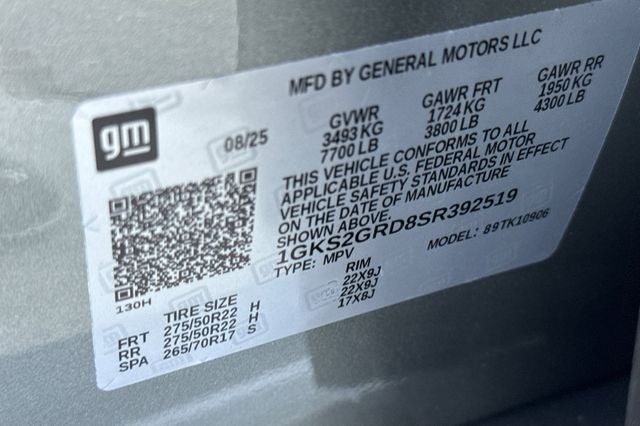 MFD BY GENERAL MOTORS LLC
gm
08/25
GVWR GAWR FRT GAWR RR
3493 KG 1724 KG 1950 KG
7700 LB 3800 LB 4300 LB
THIS VEHICLE CONFORMS TO ALL
APPLICABLE U.S. FEDERAL MOTOR
VEHICLE SAFETY STANDARDS IN EFFECT
ON THE DATE OF MANUFACTURE
SHOWN ABOVE.
1GKS2GRD8SR392519
TYPE: MPV MODEL: 89TK10906
130H
TIRE SIZE RIM
FRT 275/50R22 H 22X9J
RR 275/50R22 H 22X9J
SPA 265/70R17 S 17X8J